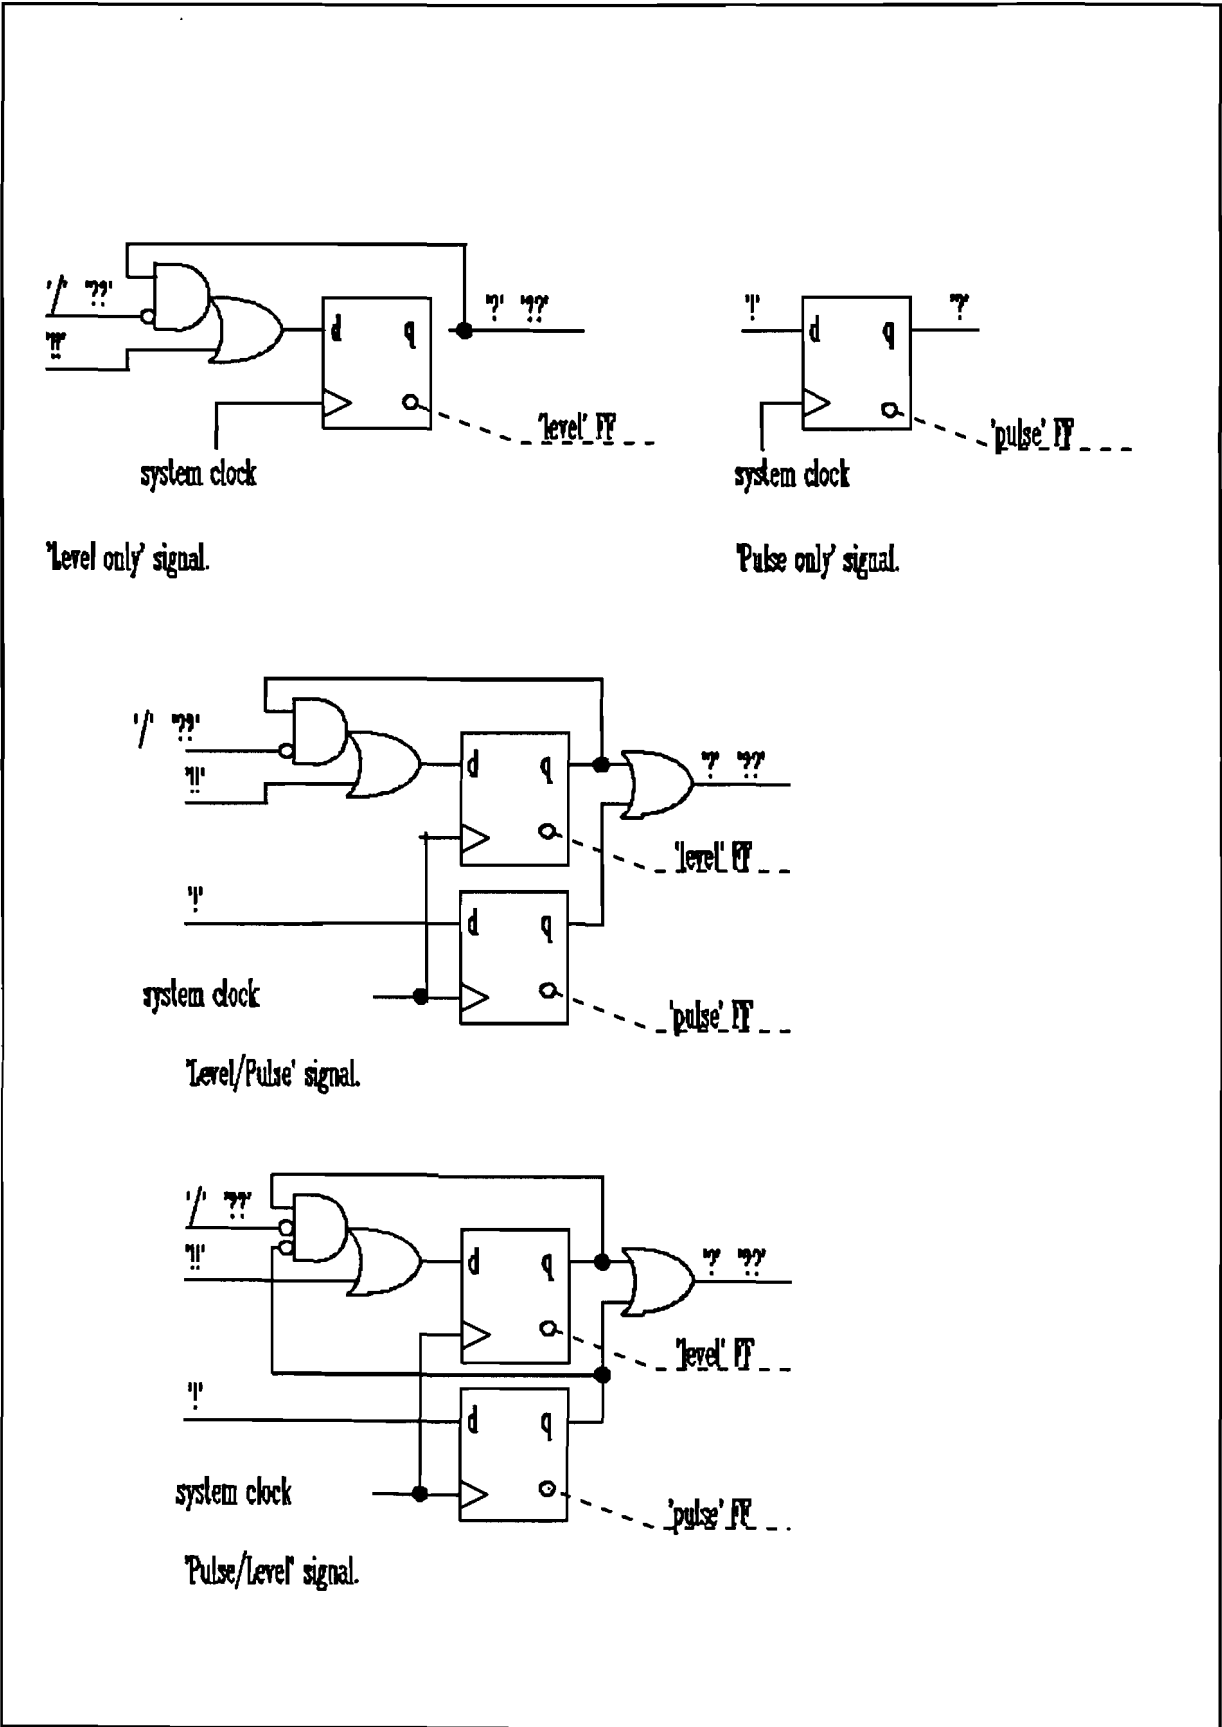 '/' '??'
'!!'
d q
'?' '??'
'level' FF
system clock
'Level only' signal.
'!'
d q
'?'
'pulse' FF
system clock
'Pulse only' signal.
'/' '??'
'!!'
d q
'?' '??'
'level' FF
'!'
d q
system clock
'pulse' FF
'Level/Pulse' signal.
'/' '??'
'!!'
d q
'?' '??'
'level' FF
'!'
d q
system clock
'pulse' FF
'Pulse/Level' signal.